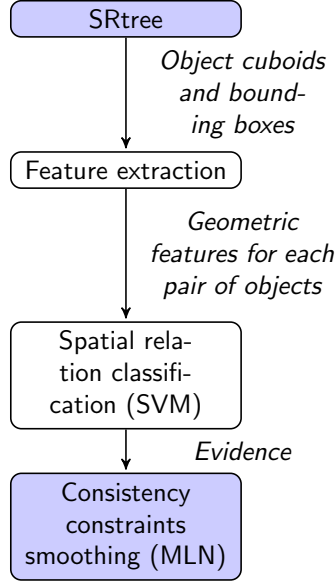 SRtree
Object cuboids
and bound-
ing boxes
Feature extraction
Geometric
features for each
pair of objects
Spatial rela-
tion classifi-
cation (SVM)
Evidence
Consistency
constraints
smoothing (MLN)